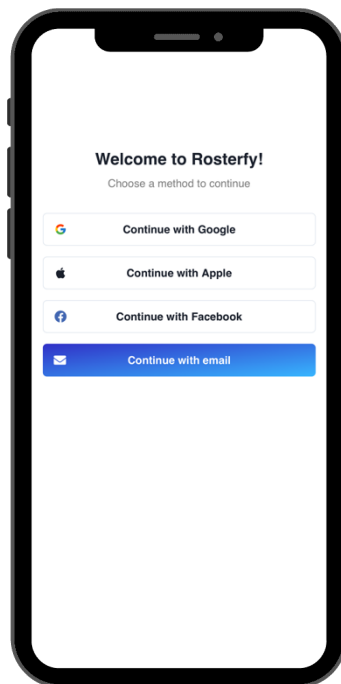 Welcome to Rosterfy!
Choose a method to continue
Continue with Google
Continue with Apple
Continue with Facebook
Continue with email